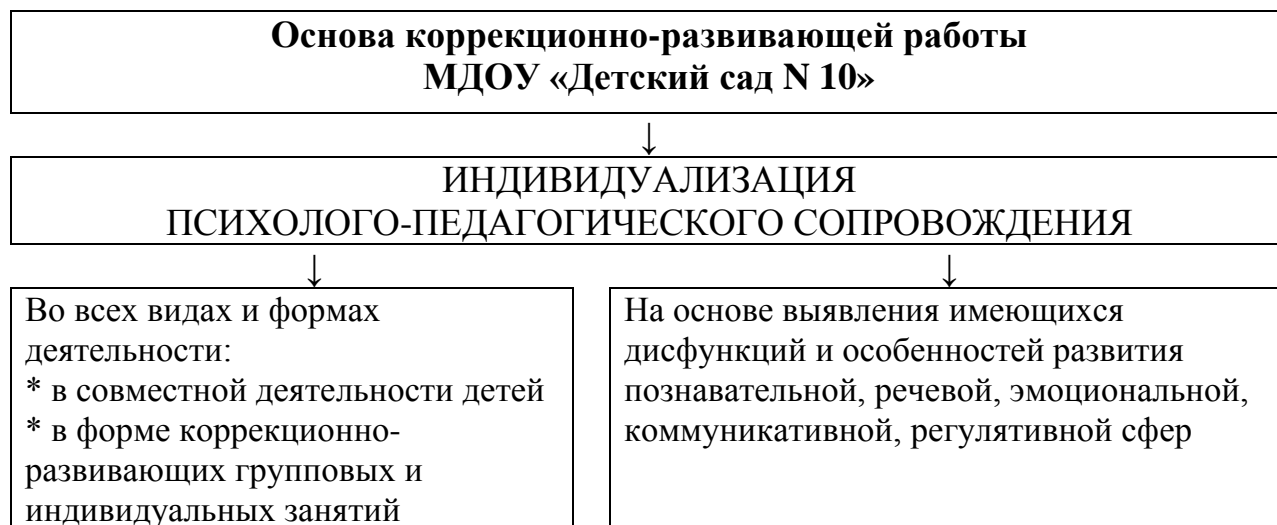 Основа коррекционно-развивающей работы
МДОУ «Детский сад N 10»
↓
ИНДИВИДУАЛИЗАЦИЯ
ПСИХОЛОГО-ПЕДАГОГИЧЕСКОГО СОПРОВОЖДЕНИЯ
↓ ↓
Во всех видах и формах
деятельности:
* в совместной деятельности детей
* в форме коррекционно-
развивающих групповых и
индивидуальных занятий
На основе выявления имеющихся
дисфункций и особенностей развития
познавательной, речевой, эмоциональной,
коммуникативной, регулятивной сфер